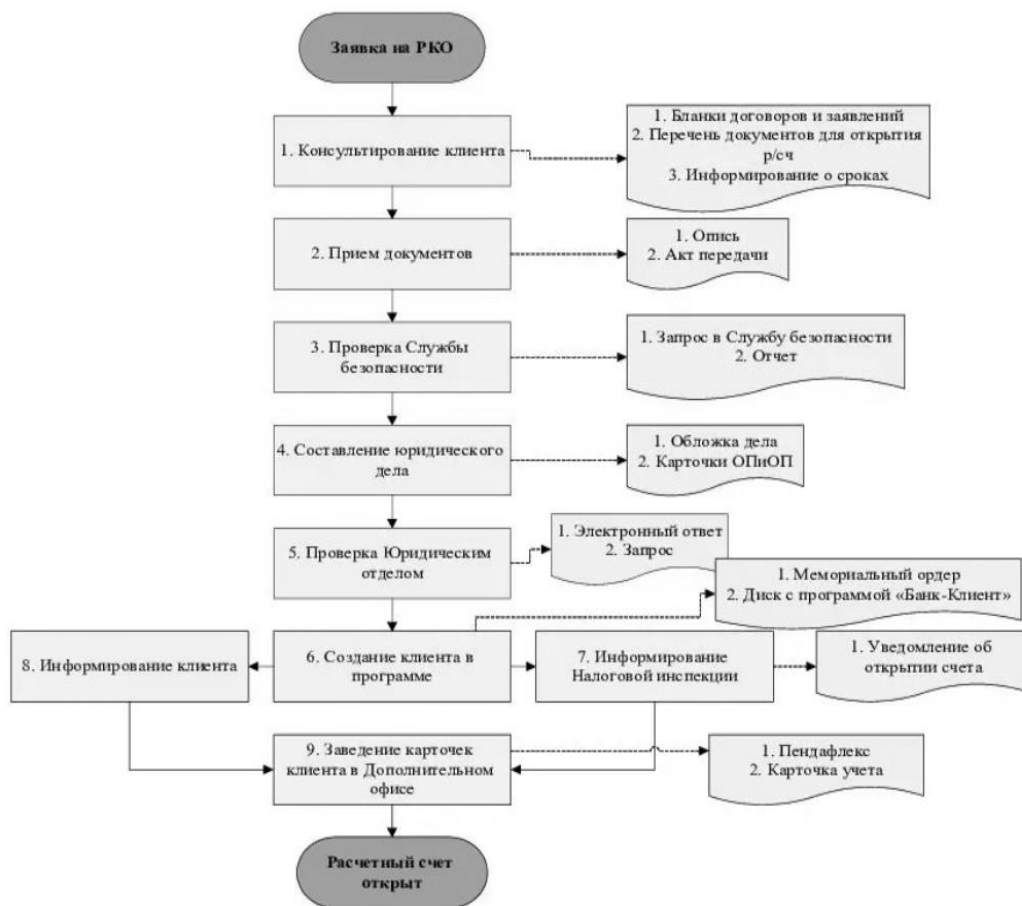 Заявка на РКО
1. Консультирование клиента
1. Бланки договоров и заявлений
2. Перечень документов для открытия
р/сч
3. Информирование о сроках
2. Прием документов
1. Опись
2. Акт передачи
3. Проверка Службы
безопасности
1. Запрос в Службу безопасности
2. Отчет
4. Составление юридического
дела
1. Обложка дела
2. Карточки ОПиОП
5. Проверка Юридическим
отделом
1. Электронный ответ
2. Запрос
1. Мемориальный ордер
2. Диск с программой «Банк-Клиент»
8. Информирование клиента
6. Создание клиента в
программе
7. Информирование
Налоговой инспекции
1. Уведомление об
открытии счета
9. Заведение карточек
клиента в Дополнительном
офисе
1. Пендафлекс
2. Карточка учета
Расчетный счет
открыт